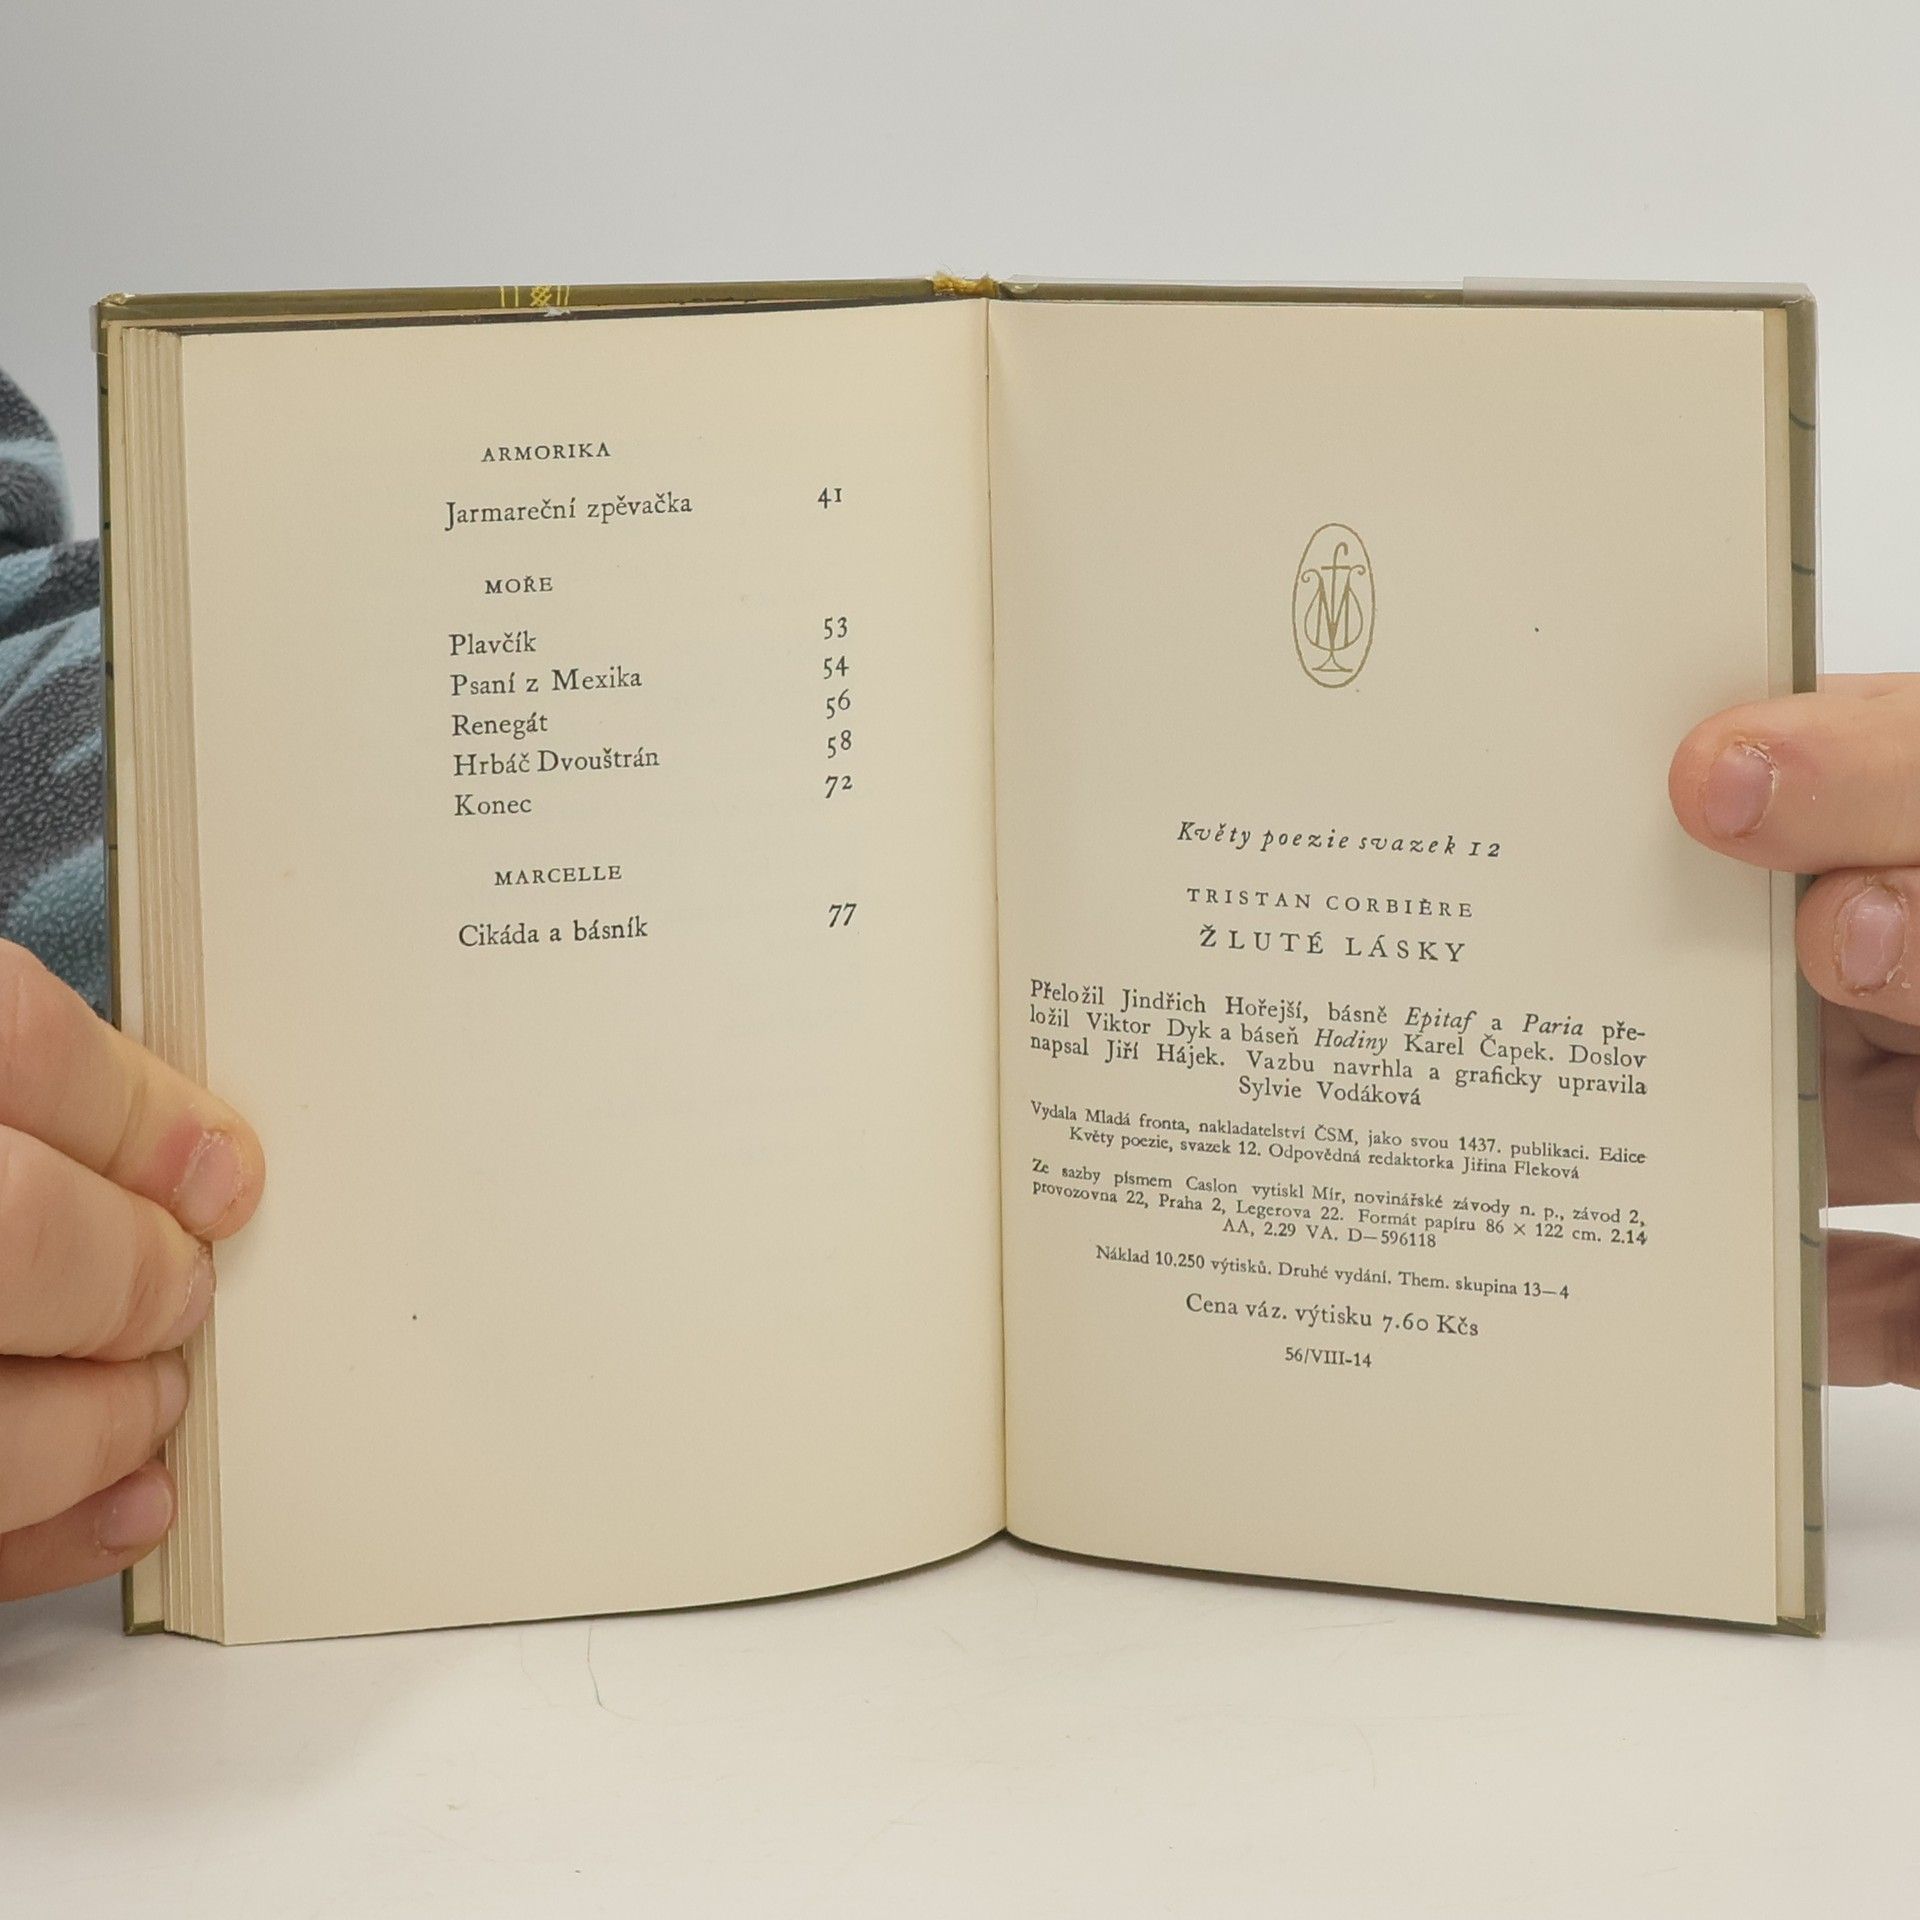 ARMORIKA
Jarmareční zpěvačka 41
MOŘE
Plavčík 53
Psaní z Mexika 54
Renegát 56
Hrbáč Dvouštrán 58
Konec 72
MARCELLE
Cikáda a básník 77
Květy poezie svazek 12
TRISTAN CORBIÈRE
ŽLUTÉ LÁSKY
Přeložil Jindřich Hořejší, básně Epitaf a Paria pře-
ložil Viktor Dyk a báseň Hodiny Karel Čapek. Doslov
napsal Jiří Hájek. Vazbu navrhla a graficky upravila
Sylvie Vodáková
Vydala Mladá fronta, nakladatelství ČSM, jako svou 1437. publikaci. Edice
Květy poezie, svazek 12. Odpovědná redaktorka Jiřina Fleková
Ze sazby písmem Caslon vytiskl Mír, novinářské závody n. p., závod 2,
provozovna 22, Praha 2, Legerova 22. Formát papíru 86 × 122 cm. 2.14
AA, 2.29 VA. D—596118
Náklad 10.250 výtisků. Druhé vydání. Them. skupina 13—4
Cena váz. výtisku 7.60 Kčs
56/VIII-14